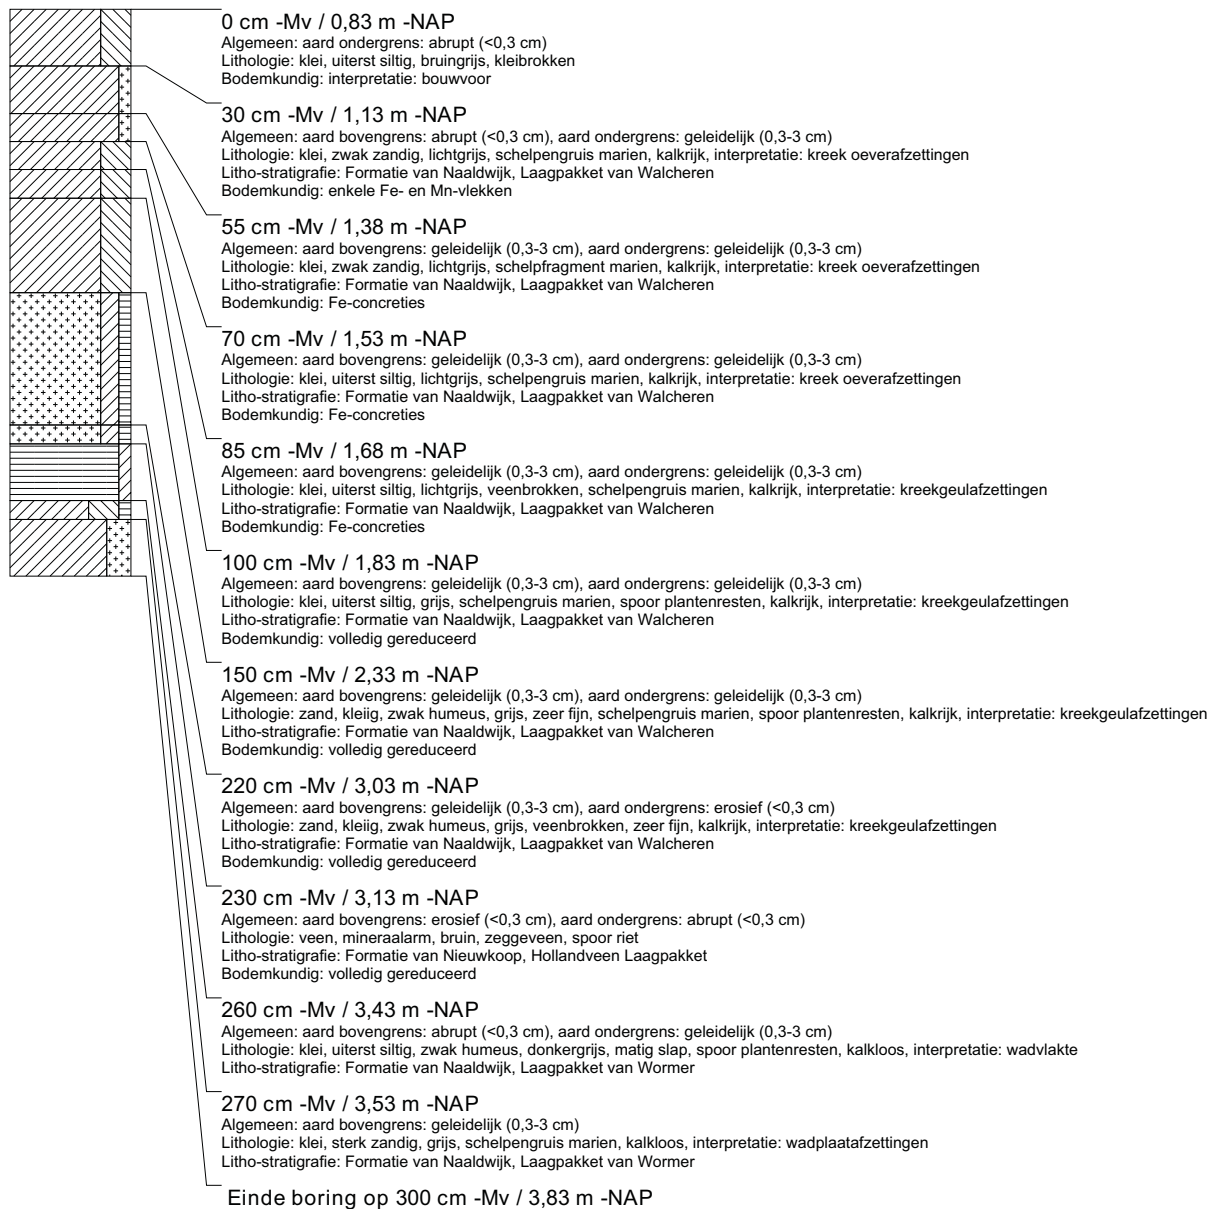 0 cm -Mv / 0,83 m -NAP
Algemeen: aard ondergrens: abrupt (<0,3 cm)
Lithologie: klei, uiterst siltig, bruingrijs, kleibrokken
Bodemkundig: interpretatie: bouwvoor
30 cm -Mv / 1,13 m -NAP
Algemeen: aard bovengrens: abrupt (<0,3 cm), aard ondergrens: geleidelijk (0,3-3 cm)
Lithologie: klei, zwak zandig, lichtgrijs, schelpengruis marien, kalkrijk, interpretatie: kreek oeverafzettingen
Litho-stratigrafie: Formatie van Naaldwijk, Laagpakket van Walcheren
Bodemkundig: enkele Fe- en Mn-vlekken
55 cm -Mv / 1,38 m -NAP
Algemeen: aard bovengrens: geleidelijk (0,3-3 cm), aard ondergrens: geleidelijk (0,3-3 cm)
Lithologie: klei, zwak zandig, lichtgrijs, schelpfragment marien, kalkrijk, interpretatie: kreek oeverafzettingen
Litho-stratigrafie: Formatie van Naaldwijk, Laagpakket van Walcheren
Bodemkundig: Fe-concreties
70 cm -Mv / 1,53 m -NAP
Algemeen: aard bovengrens: geleidelijk (0,3-3 cm), aard ondergrens: geleidelijk (0,3-3 cm)
Lithologie: klei, uiterst siltig, lichtgrijs, schelpengruis marien, kalkrijk, interpretatie: kreek oeverafzettingen
Litho-stratigrafie: Formatie van Naaldwijk, Laagpakket van Walcheren
Bodemkundig: Fe-concreties
85 cm -Mv / 1,68 m -NAP
Algemeen: aard bovengrens: geleidelijk (0,3-3 cm), aard ondergrens: geleidelijk (0,3-3 cm)
Lithologie: klei, uiterst siltig, lichtgrijs, veenbrokken, schelpengruis marien, kalkrijk, interpretatie: kreekgeulafzettingen
Litho-stratigrafie: Formatie van Naaldwijk, Laagpakket van Walcheren
Bodemkundig: Fe-concreties
100 cm -Mv / 1,83 m -NAP
Algemeen: aard bovengrens: geleidelijk (0,3-3 cm), aard ondergrens: geleidelijk (0,3-3 cm)
Lithologie: klei, uiterst siltig, grijs, schelpengruis marien, spoor plantenresten, kalkrijk, interpretatie: kreekgeulafzettingen
Litho-stratigrafie: Formatie van Naaldwijk, Laagpakket van Walcheren
Bodemkundig: volledig gereduceerd
150 cm -Mv / 2,33 m -NAP
Algemeen: aard bovengrens: geleidelijk (0,3-3 cm), aard ondergrens: geleidelijk (0,3-3 cm)
Lithologie: zand, kleiig, zwak humeus, grijs, zeer fijn, schelpengruis marien, spoor plantenresten, kalkrijk, interpretatie: kreekgeulafzettingen
Litho-stratigrafie: Formatie van Naaldwijk, Laagpakket van Walcheren
Bodemkundig: volledig gereduceerd
220 cm -Mv / 3,03 m -NAP
Algemeen: aard bovengrens: geleidelijk (0,3-3 cm), aard ondergrens: erosief (<0,3 cm)
Lithologie: zand, kleiig, zwak humeus, grijs, veenbrokken, zeer fijn, kalkrijk, interpretatie: kreekgeulafzettingen
Litho-stratigrafie: Formatie van Naaldwijk, Laagpakket van Walcheren
Bodemkundig: volledig gereduceerd
230 cm -Mv / 3,13 m -NAP
Algemeen: aard bovengrens: erosief (<0,3 cm), aard ondergrens: abrupt (<0,3 cm)
Lithologie: veen, mineraalarm, bruin, zeggeveen, spoor riet
Litho-stratigrafie: Formatie van Nieuwkoop, Hollandveen Laagpakket
Bodemkundig: volledig gereduceerd
260 cm -Mv / 3,43 m -NAP
Algemeen: aard bovengrens: abrupt (<0,3 cm), aard ondergrens: geleidelijk (0,3-3 cm)
Lithologie: klei, uiterst siltig, zwak humeus, donkergrijs, matig slap, spoor plantenresten, kalkloos, interpretatie: wadvlakte
Litho-stratigrafie: Formatie van Naaldwijk, Laagpakket van Wormer
270 cm -Mv / 3,53 m -NAP
Algemeen: aard bovengrens: geleidelijk (0,3-3 cm)
Lithologie: klei, sterk zandig, grijs, schelpengruis marien, kalkloos, interpretatie: wadplaatafzettingen
Litho-stratigrafie: Formatie van Naaldwijk, Laagpakket van Wormer
Einde boring op 300 cm -Mv / 3,83 m -NAP